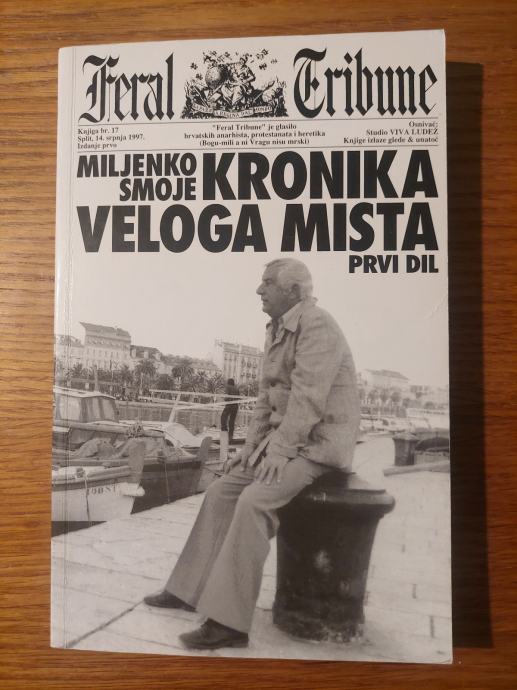 Feral Tribune
Knjiga br. 17
Split, 14. srpnja 1997.
Izdanje prvo
"Feral Tribune" je glasilo
hrvatskih anarhista, protestanata i heretika
(Bogu-mili a ni Vragu nisu mrski)
Osnivač:
Studio VIVA LUDEŽ
Knjige izlaze glede & unatoč
MILJENKO
SMOJE KRONIKA
VELOGA MISTA
PRVI DIL